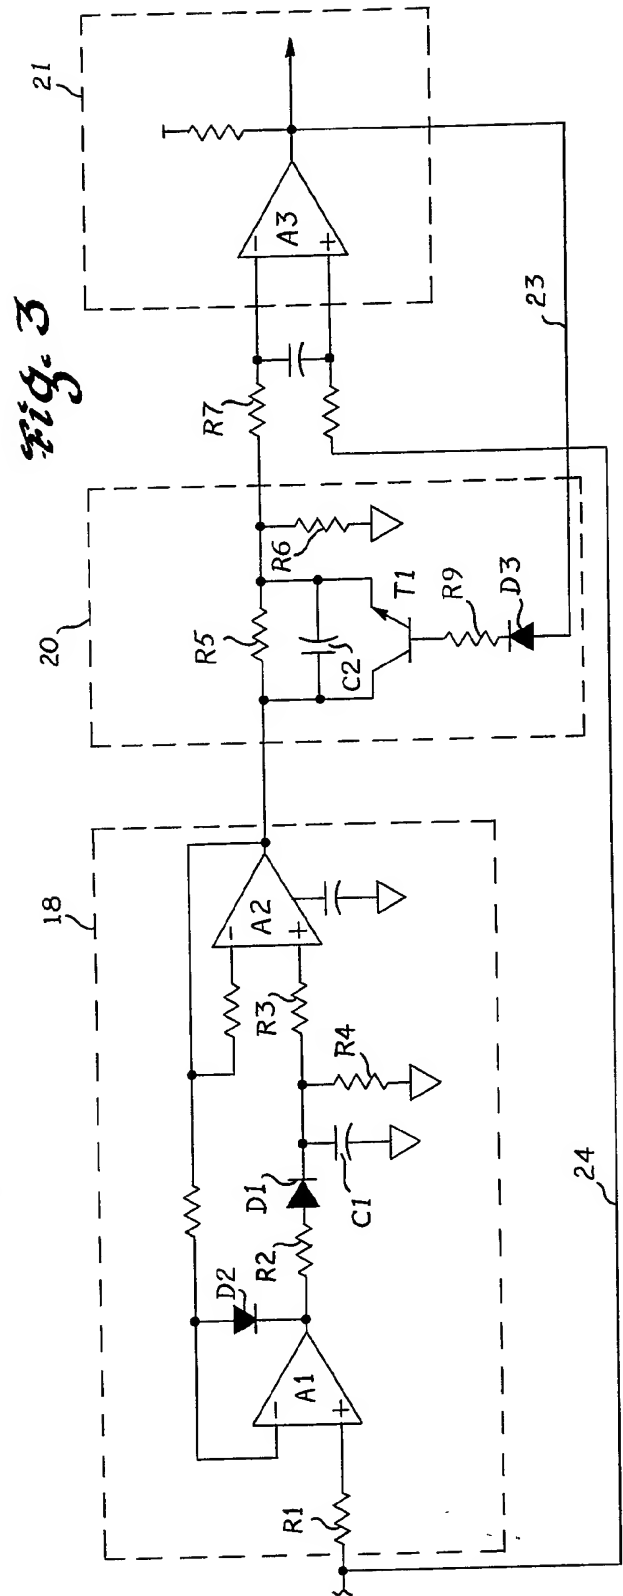 Fig. 3
18
20
21
R1
A1
−
+
D2
R2
D1
C1
R4
R3
A2
−
+
R5
C2
T1
R6
R9
D3
R7
A3
−
+
23
24